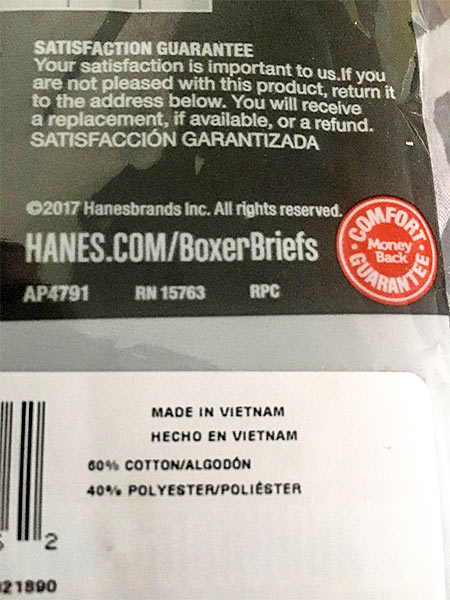 SATISFACTION GUARANTEE
Your satisfaction is important to us.If you
are not pleased with this product, return it
to the address below. You will receive
a replacement, if available, or a refund.
SATISFACCIÓN GARANTIZADA
©2017 Hanesbrands Inc. All rights reserved.
HANES.COM/BoxerBriefs
COMFORT
Money
Back
GUARANTEE
AP4791 RN 15763 RPC
MADE IN VIETNAM
HECHO EN VIETNAM
60% COTTON/ALGODÓN
40% POLYESTER/POLIÉSTER
2
21890